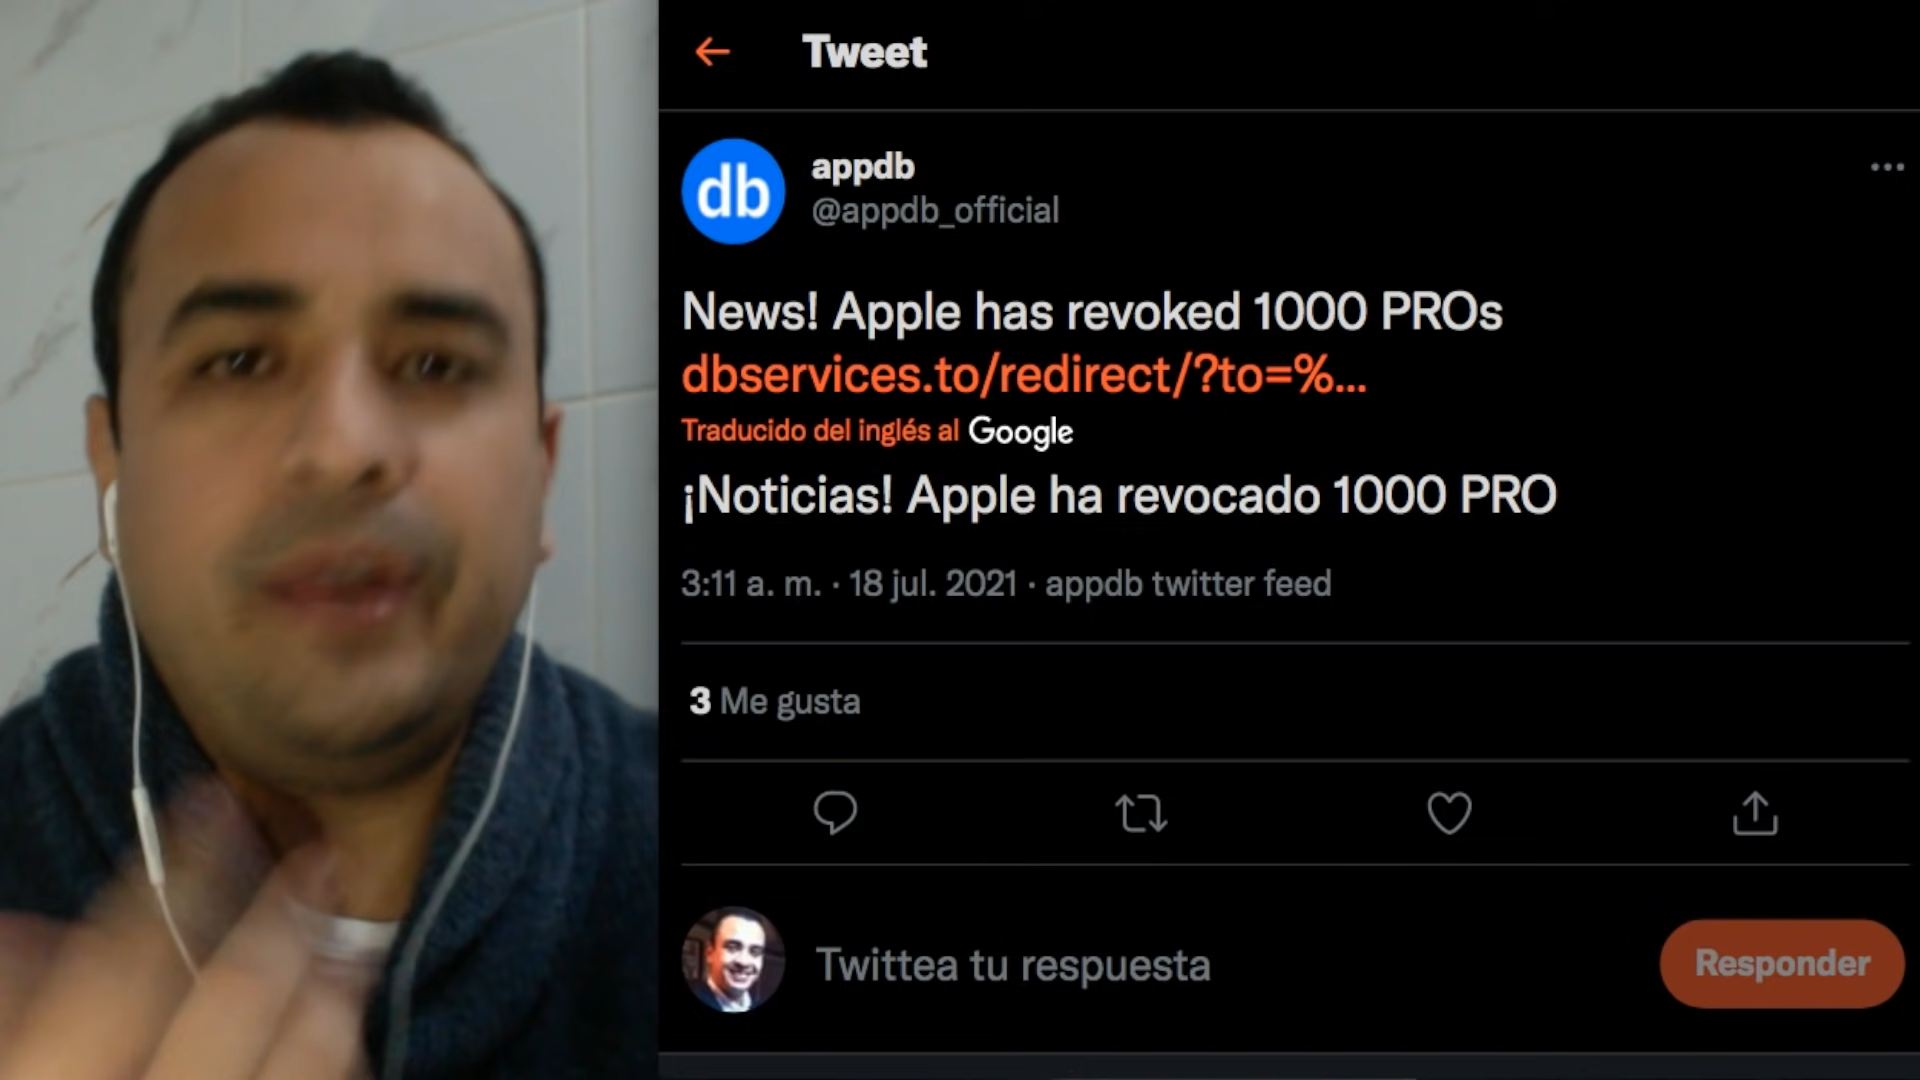 Tweet
db
appdb
@appdb_official
News! Apple has revoked 1000 PROs
dbservices.to/redirect/?to=%...
Traducido del inglés al Google
¡Noticias! Apple ha revocado 1000 PRO
3:11 a. m. · 18 jul. 2021 · appdb twitter feed
3 Me gusta
Twittea tu respuesta
Responder